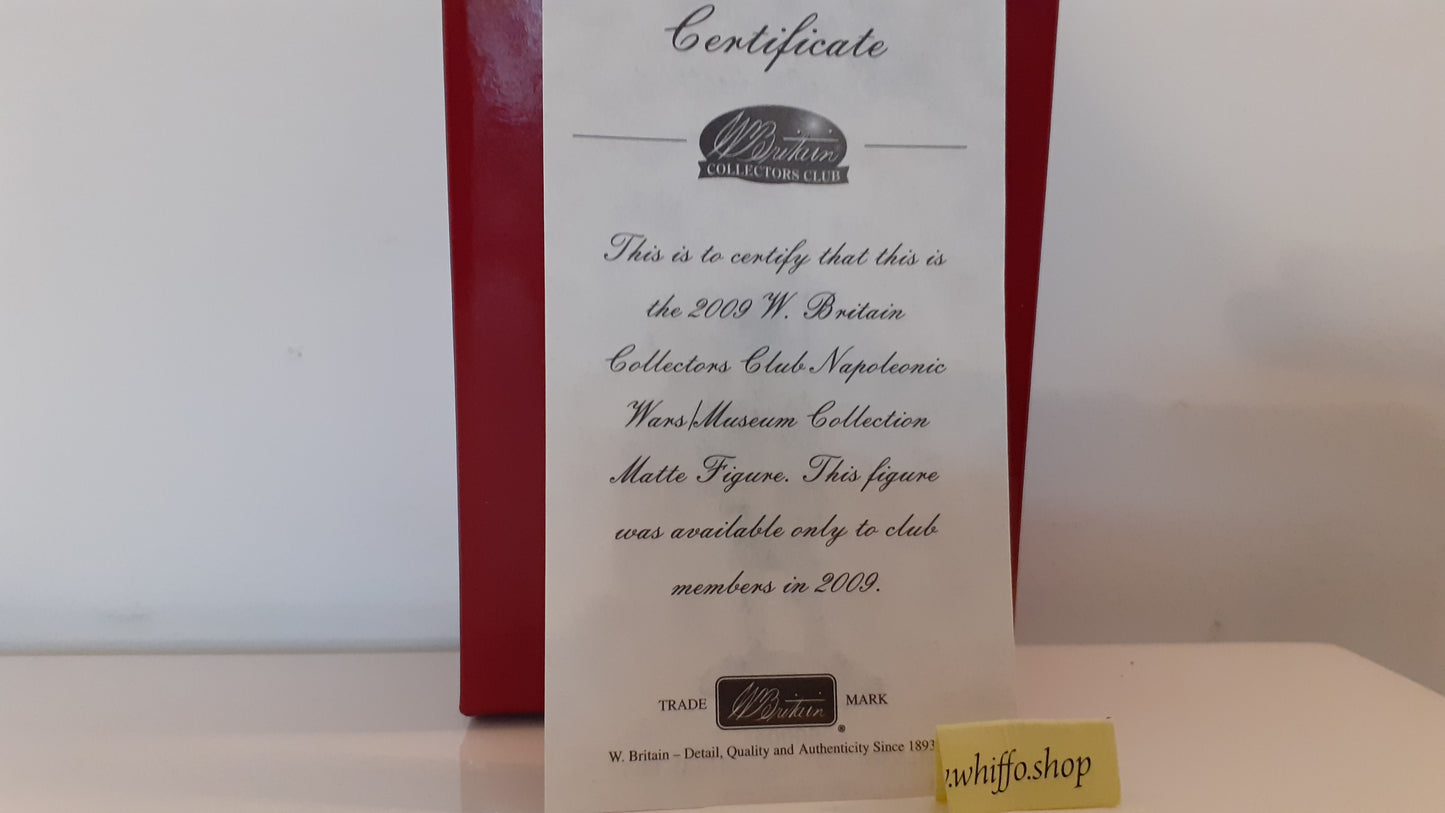 Certificate
W Britain
COLLECTORS CLUB
This is to certify that this is
the 2009 W. Britain
Collectors Club Napoleonic
Wars/Museum Collection
Matte Figure. This figure
was available only to club
members in 2009.
TRADE W Britain ® MARK
W. Britain – Detail, Quality and Authenticity Since 1893
.whiffo.shop